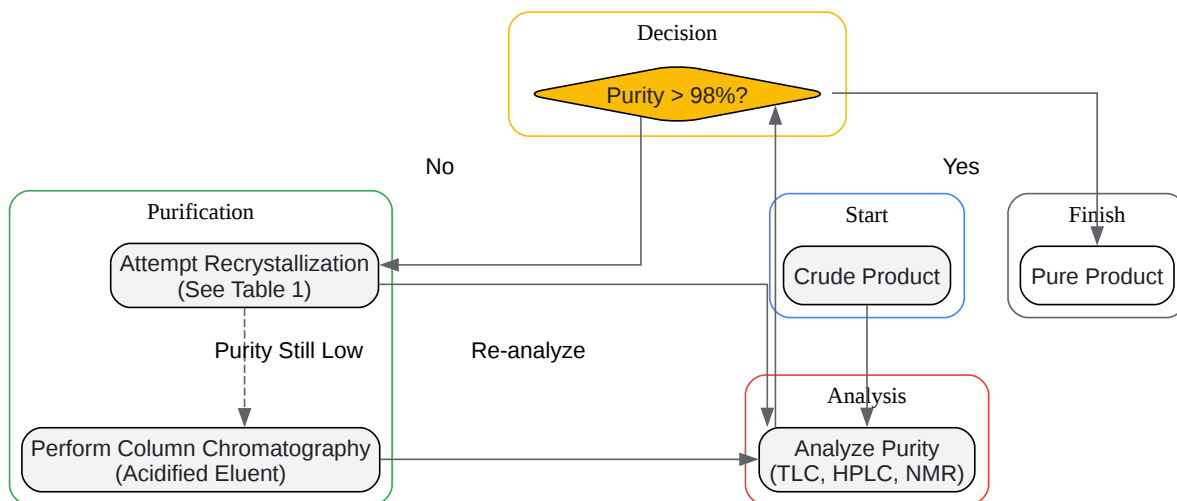 Decision
Purity > 98%?
No
Yes
Purification
Start
Finish
Attempt Recrystallization
(See Table 1)
Crude Product
Pure Product
Purity Still Low
Re-analyze
Analysis
Perform Column Chromatography
(Acidified Eluent)
Analyze Purity
(TLC, HPLC, NMR)